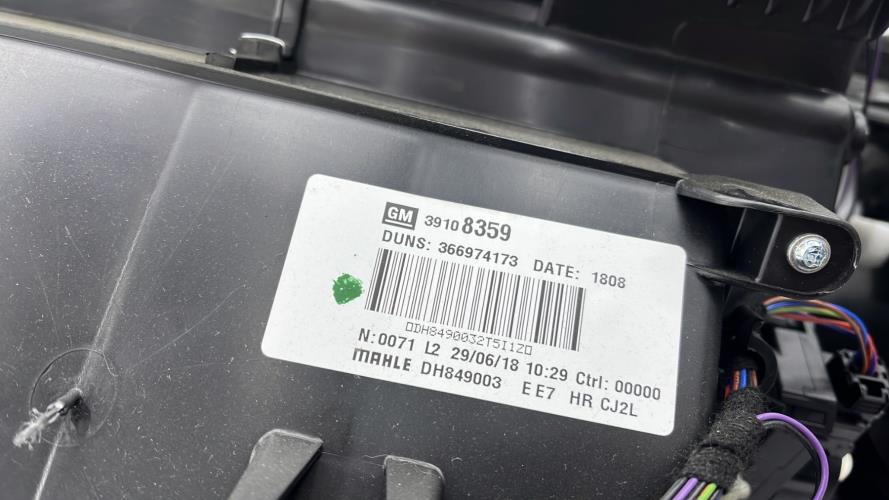 GM 39108359
DUNS: 366974173 DATE: 1808
▯DH8490032T5I1Z▯
N: 0071 L2 29/06/18 10:29 Ctrl: 00000
MAHLE DH849003 E E7 HR CJ2L